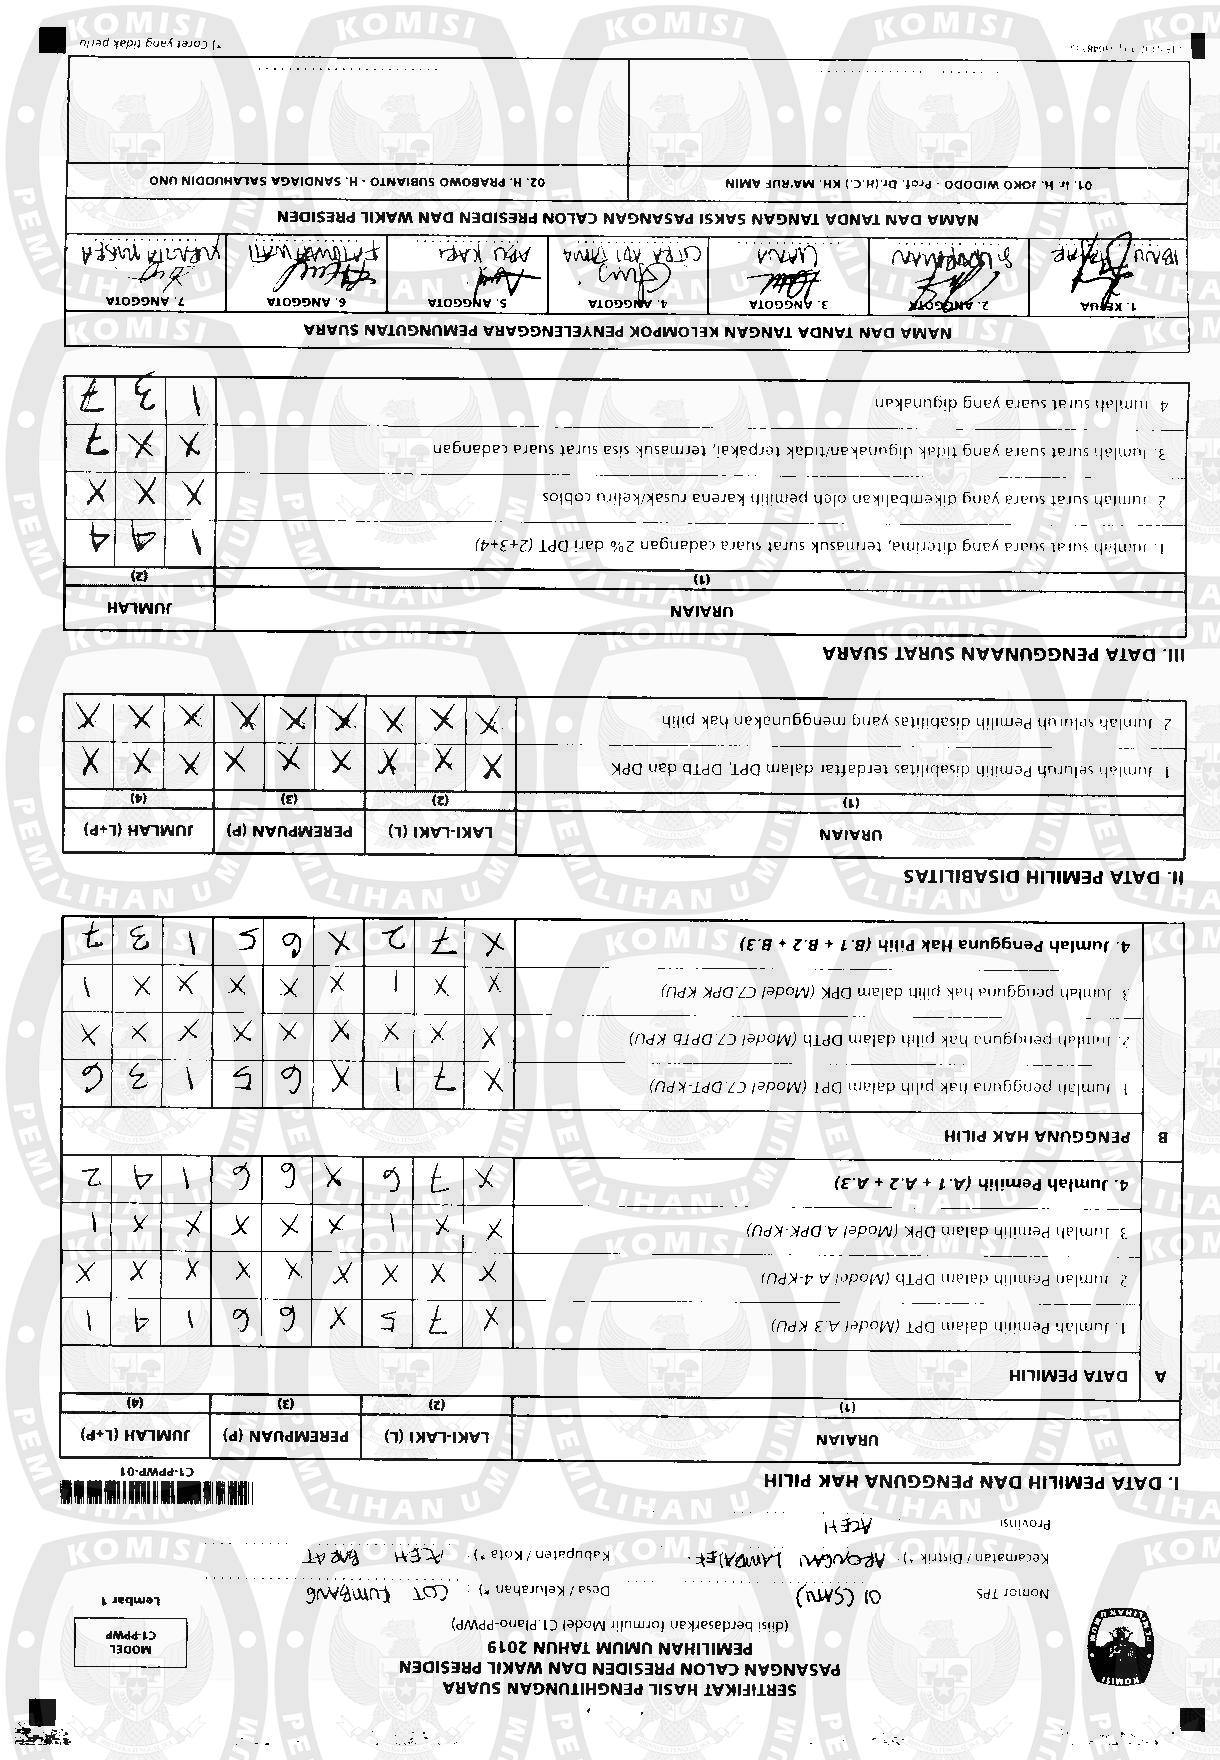 SERTIFIKAT HASIL PENGHITUNGAN SUARA
PASANGAN CALON PRESIDEN DAN WAKIL PRESIDEN
PEMILIHAN UMUM TAHUN 2019
(diisi berdasarkan formulir Model C1.Plano-PPWP)
MODEL
C1-PPWP
Lembar 1
Nomor TPS 01 (SATU) Desa / Kelurahan *) : COT KUMBANG
Kecamatan / Distrik *) : ARONGAN LAMBALEK Kabupaten / Kota *) : ACEH BARAT
Provinsi ACEH
I. DATA PEMILIH DAN PENGGUNA HAK PILIH
C1-PPWP-01
URAIAN LAKI-LAKI (L) PEREMPUAN (P) JUMLAH (L+P)
(1) (2) (3) (4)
A DATA PEMILIH
1. Jumlah Pemilih dalam DPT (Model A.3 KPU) X 7 5 X 6 6 1 4 1
2 Jumlah Pemilih dalam DPTb (Model A 4-KPU) X X X X X X X X X
3 Jumlah Pemilih dalam DPK (Model A DPK-KPU) X X 1 X X X X X 1
4. Jumlah Pemilih (A.1 + A.2 + A.3) X 7 6 X 6 6 1 4 2
B PENGGUNA HAK PILIH
1 Jumlah pengguna hak pilih dalam DPT (Model C7.DPT-KPU) X 7 1 X 6 5 1 3 6
2. Jumlah pengguna hak pilih dalam DPTb (Model C7.DPTb KPU) X X X X X X X X X
3 Jumlah pengguna hak pilih dalam DPK (Model C7.DPK KPU) X X 1 X X X X X 1
4. Jumlah Pengguna Hak Pilih (B.1 + B.2 + B.3) X 7 2 X 6 5 1 3 7
II. DATA PEMILIH DISABILITAS
URAIAN LAKI-LAKI (L) PEREMPUAN (P) JUMLAH (L+P)
(1) (2) (3) (4)
1 Jumlah seluruh Pemilih disabilitas terdaftar dalam DPT, DPTb dan DPK X X X X X X X X X
2 Jumlah seluruh Pemilih disabilitas yang menggunakan hak pilih X X X X X X X X X
III. DATA PENGGUNAAN SURAT SUARA
URAIAN JUMLAH
(1) (2)
1. Jumlah surat suara yang diterima, termasuk surat suara cadangan 2% dari DPT (2+3+4) 1 4 4
2 Jumlah surat suara yang dikembalikan oleh pemilih karena rusak/keliru coblos X X X
3. Jumlah surat suara yang tidak digunakan/tidak terpakai, termasuk sisa surat suara cadangan X X 7
4 Jumlah surat suara yang digunakan 1 3 7
NAMA DAN TANDA TANGAN KELOMPOK PENYELENGGARA PEMUNGUTAN SUARA
1. KETUA 2. ANGGOTA 3. ANGGOTA 4. ANGGOTA 5. ANGGOTA 6. ANGGOTA 7. ANGGOTA
SULAIMAN CITRA ADI ABU KARI FATMAWATI
NAMA DAN TANDA TANGAN SAKSI PASANGAN CALON PRESIDEN DAN WAKIL PRESIDEN
01. Ir. H. JOKO WIDODO - Prof. Dr.(H.C.) KH. MA'RUF AMIN 02. H. PRABOWO SUBIANTO - H. SANDIAGA SALAHUDDIN UNO
*) Coret yang tidak perlu